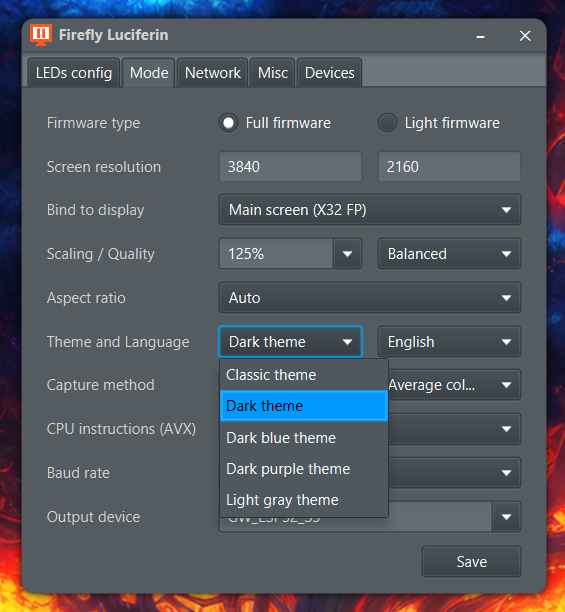 Firefly Luciferin
LEDs config Mode Network Misc Devices
Firmware type Full firmware Light firmware
Screen resolution 3840 2160
Bind to display Main screen (X32 FP)
Scaling / Quality 125% Balanced
Aspect ratio Auto
Theme and Language Dark theme English
Classic theme
Capture method Average col...
Dark theme
CPU instructions (AVX) Dark blue theme
Baud rate Dark purple theme
Light gray theme
Output device
Save